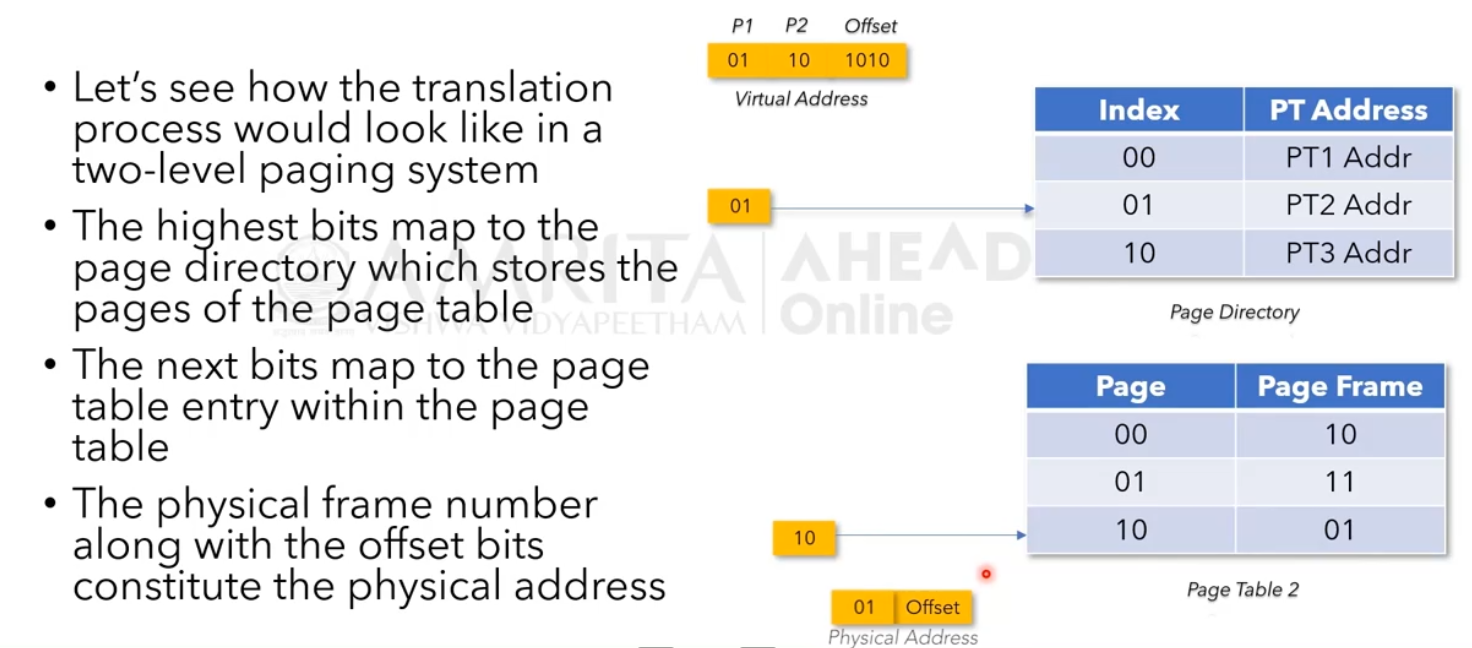 • Let's see how the translation
process would look like in a
two-level paging system
• The highest bits map to the
page directory which stores the
pages of the page table
• The next bits map to the page
table entry within the page
table
• The physical frame number
along with the offset bits
constitute the physical address
P1 P2 Offset
01 10 1010
Virtual Address
01
Index PT Address
00 PT1 Addr
01 PT2 Addr
10 PT3 Addr
Page Directory
Page Page Frame
00 10
01 11
10 01
Page Table 2
10
01 Offset
Physical Address
AMRITA
VISHWA VIDYAPEETHAM
AHEAD
Online